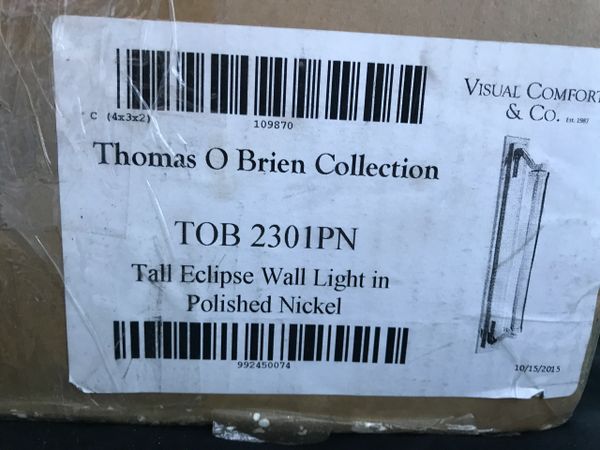 C (4x3x2)
109870
VISUAL COMFORT
& CO. Est. 1987
Thomas O Brien Collection
TOB 2301PN
Tall Eclipse Wall Light in
Polished Nickel
992450074
10/15/2015